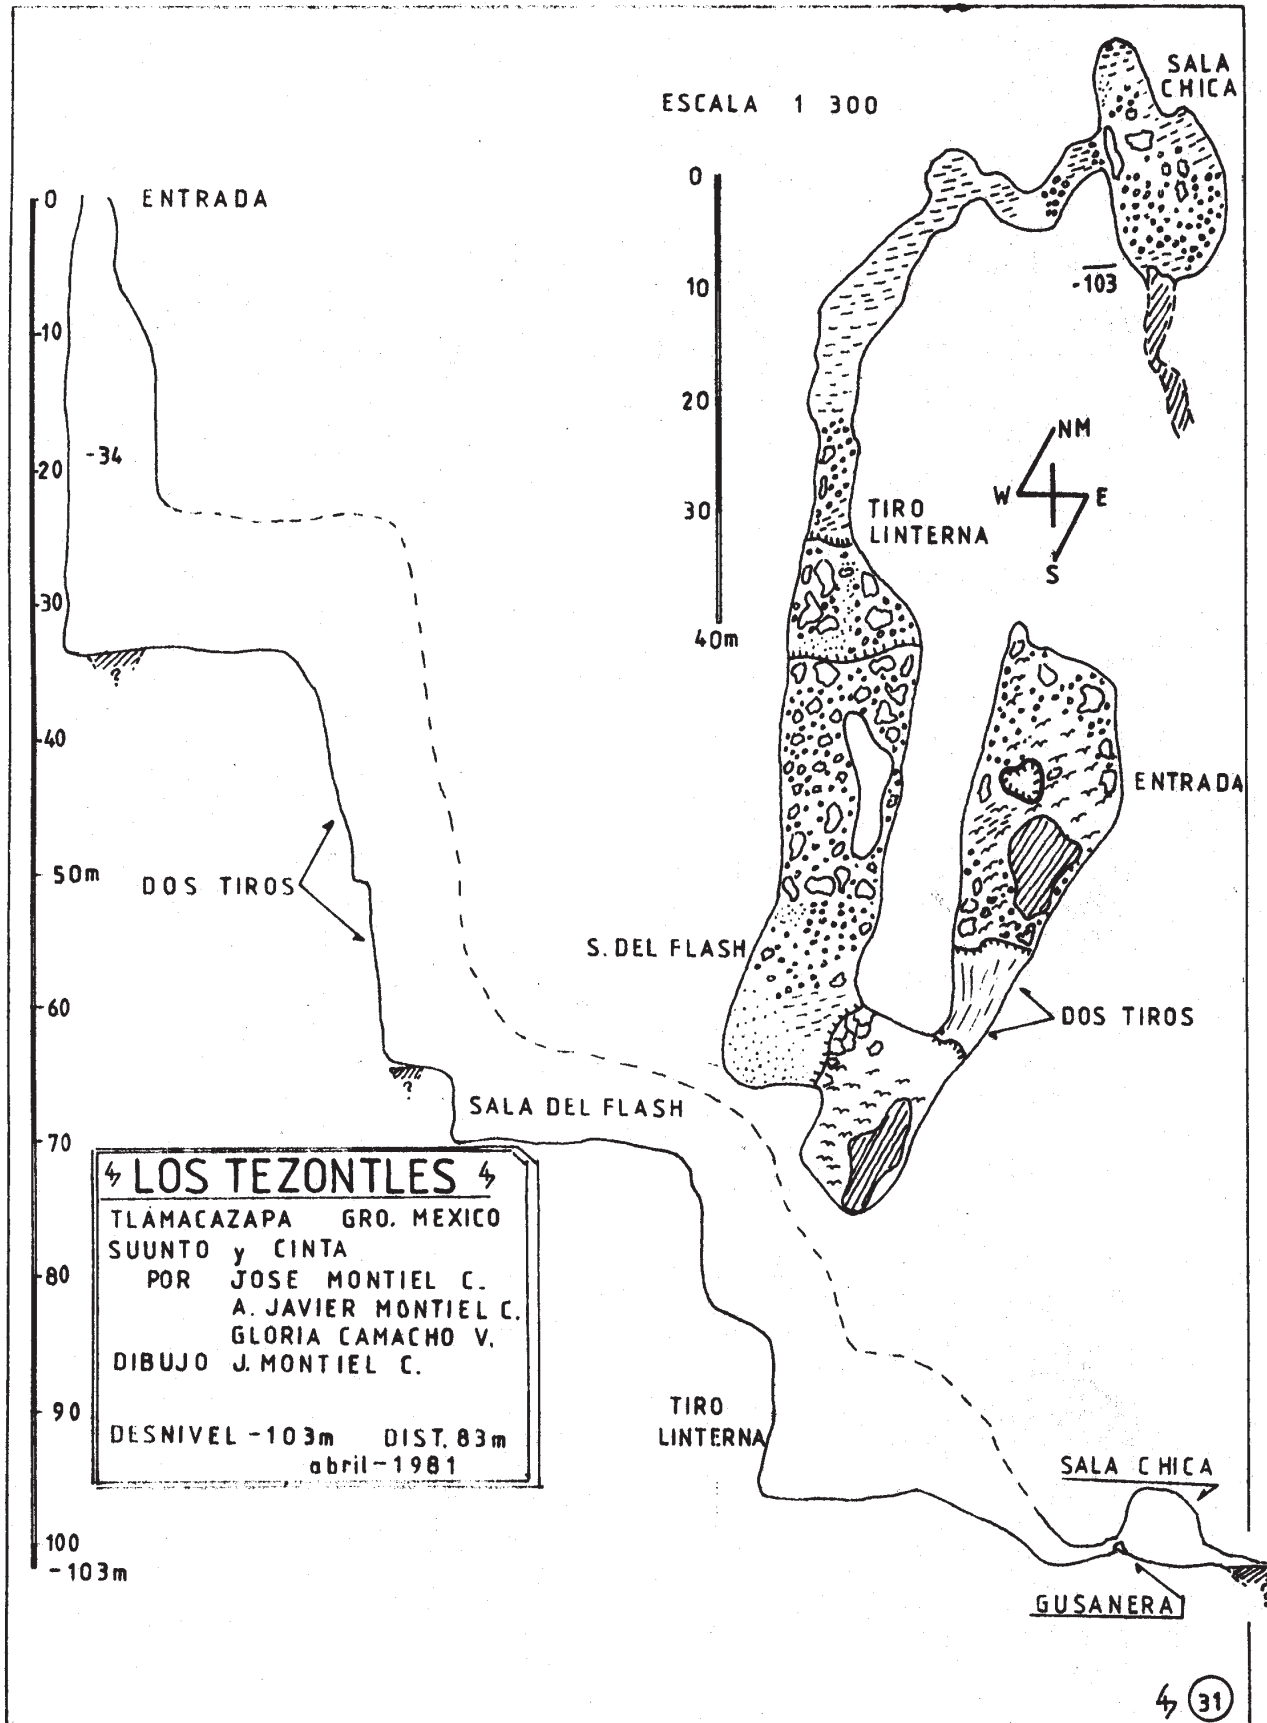 ESCALA 1 300
SALA
CHICA
0
10
20
30
40m
-103
NM
W E
S
TIRO
LINTERNA
ENTRADA
S. DEL FLASH
DOS TIROS
ENTRADA
0
-10
-20
-30
-40
50m
-60
-70
-80
-90
100
-103m
-34
?
DOS TIROS
?
SALA DEL FLASH
TIRO
LINTERNA
SALA CHICA
GUSANERA
LOS TEZONTLES
TLAMACAZAPA GRO. MEXICO
SUUNTO y CINTA
POR JOSE MONTIEL C.
A. JAVIER MONTIEL C.
GLORIA CAMACHO V.
DIBUJO J. MONTIEL C.
DESNIVEL -103m DIST. 83m
abril-1981
31